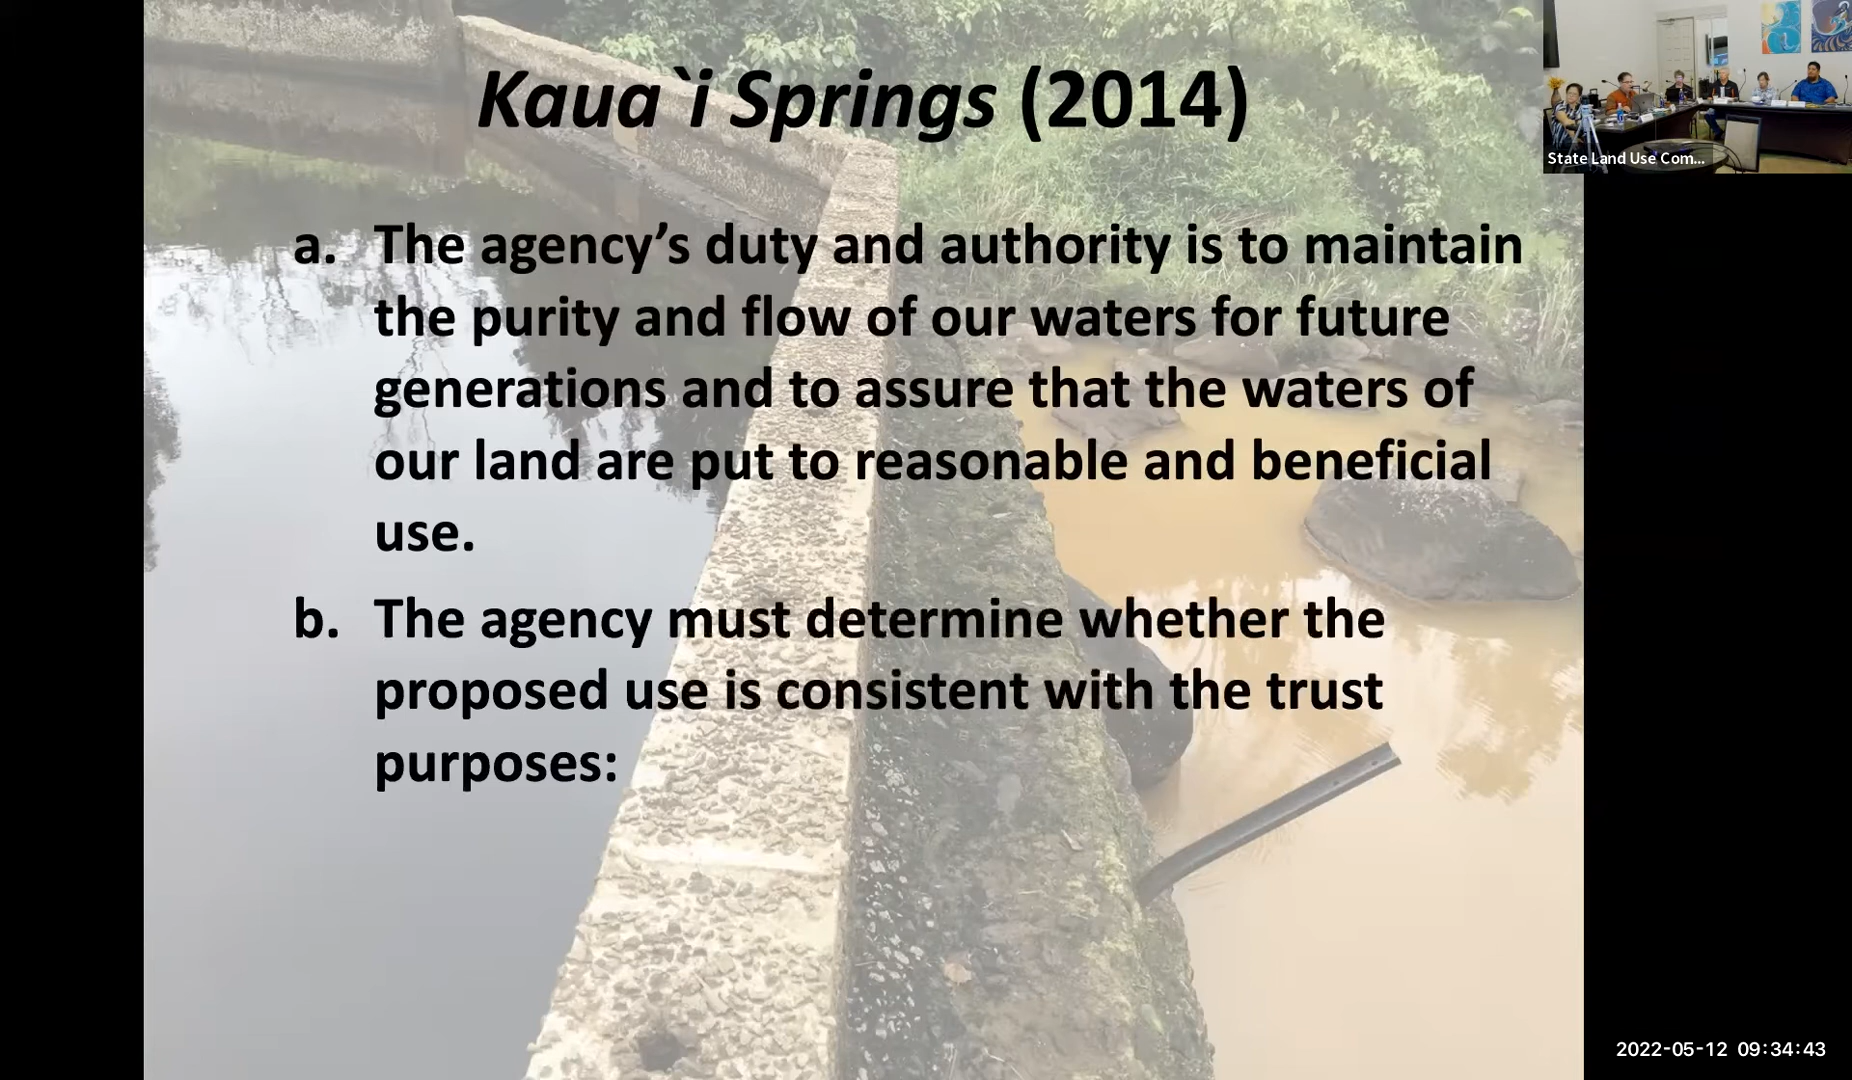 Kaua`i Springs (2014)
State Land Use Com...
a. The agency’s duty and authority is to maintain
the purity and flow of our waters for future
generations and to assure that the waters of
our land are put to reasonable and beneficial
use.
b. The agency must determine whether the
proposed use is consistent with the trust
purposes:
2022-05-12 09:34:43